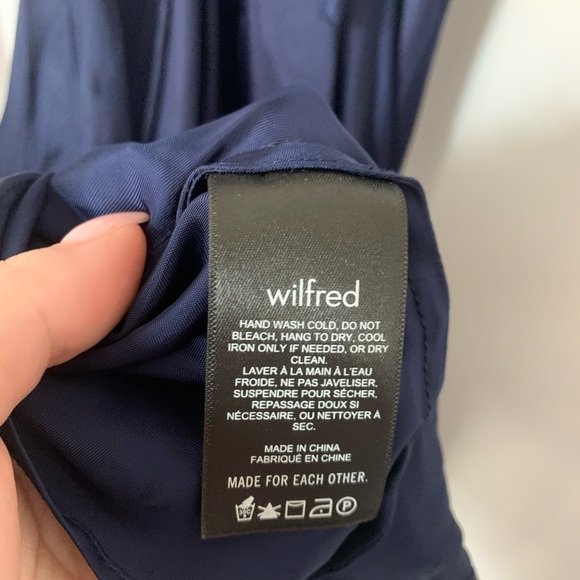 wilfred
HAND WASH COLD, DO NOT
BLEACH, HANG TO DRY, COOL
IRON ONLY IF NEEDED, OR DRY
CLEAN.
LAVER À LA MAIN À L'EAU
FROIDE, NE PAS JAVELISER.
SUSPENDRE POUR SÉCHER,
REPASSAGE DOUX SI
NÉCESSAIRE, OU NETTOYER À
SEC.
MADE IN CHINA
FABRIQUÉ EN CHINE
MADE FOR EACH OTHER.
P